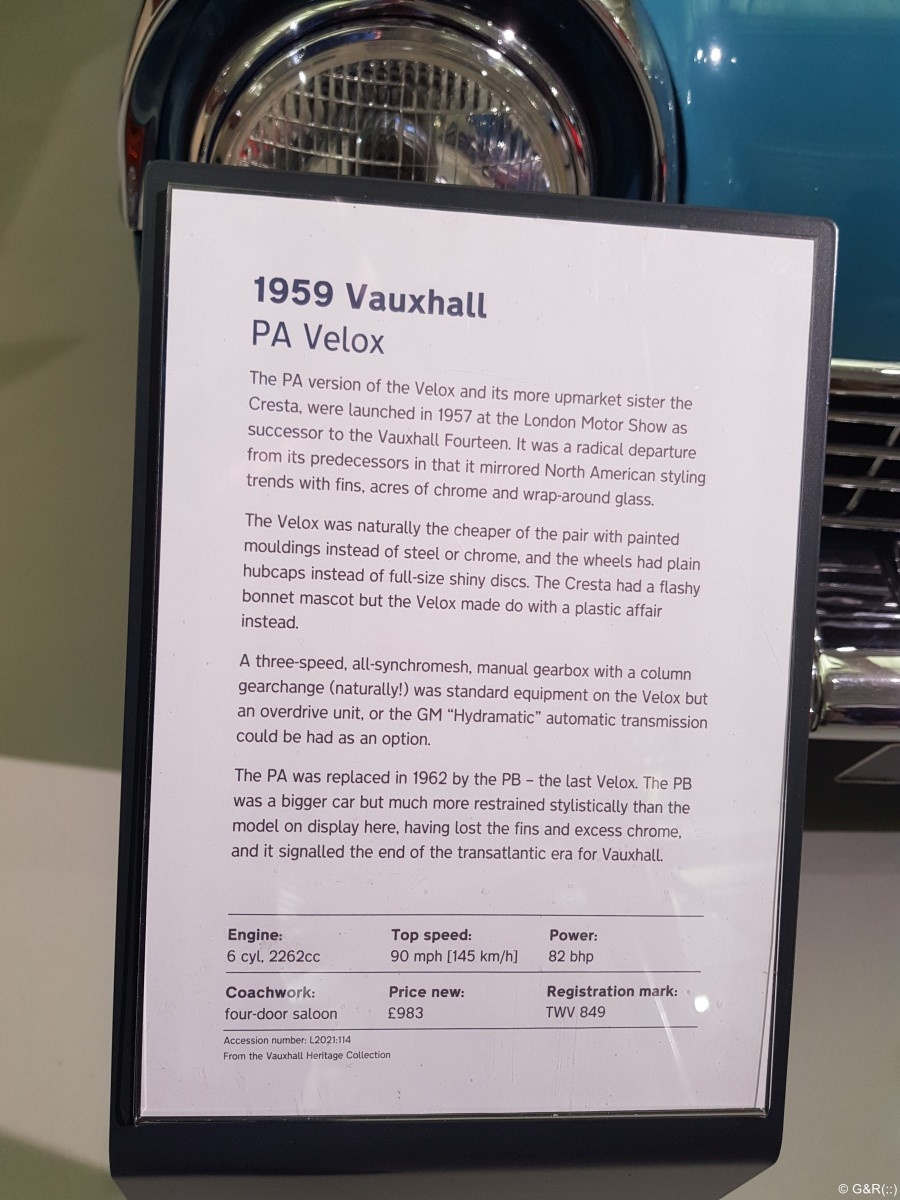 1959 Vauxhall
PA Velox
The PA version of the Velox and its more upmarket sister the
Cresta, were launched in 1957 at the London Motor Show as
successor to the Vauxhall Fourteen. It was a radical departure
from its predecessors in that it mirrored North American styling
trends with fins, acres of chrome and wrap-around glass.
The Velox was naturally the cheaper of the pair with painted
mouldings instead of steel or chrome, and the wheels had plain
hubcaps instead of full-size shiny discs. The Cresta had a flashy
bonnet mascot but the Velox made do with a plastic affair
instead.
A three-speed, all-synchromesh, manual gearbox with a column
gearchange (naturally!) was standard equipment on the Velox but
an overdrive unit, or the GM “Hydramatic” automatic transmission
could be had as an option.
The PA was replaced in 1962 by the PB – the last Velox. The PB
was a bigger car but much more restrained stylistically than the
model on display here, having lost the fins and excess chrome,
and it signalled the end of the transatlantic era for Vauxhall.
Engine: Top speed: Power:
6 cyl, 2262cc 90 mph [145 km/h] 82 bhp
Coachwork: Price new: Registration mark:
four-door saloon £983 TWV 849
Accession number: L2021:114
From the Vauxhall Heritage Collection
© G&R(::)